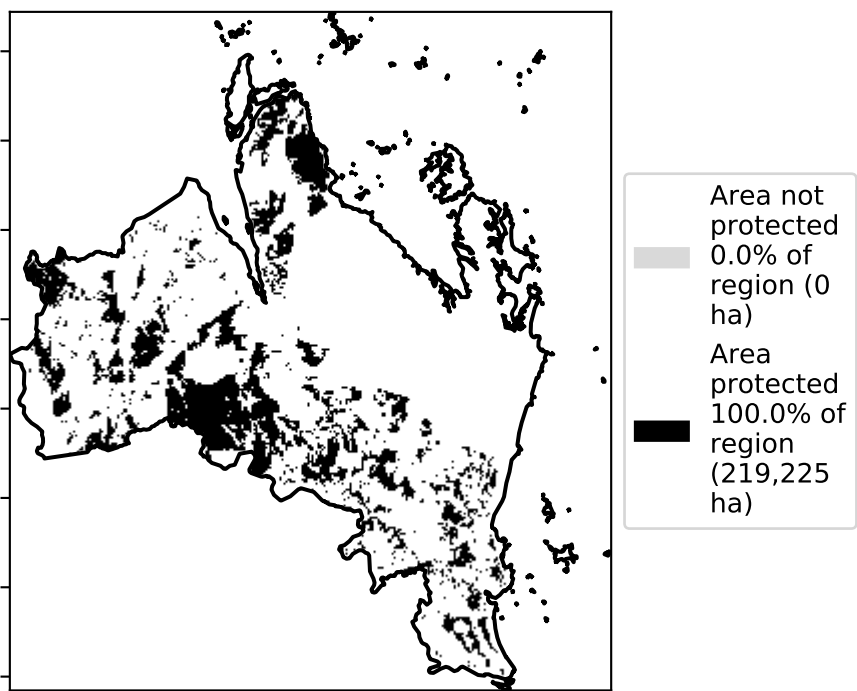 Area not
protected
0.0% of
region (0
ha)
Area
protected
100.0% of
region
(219,225
ha)